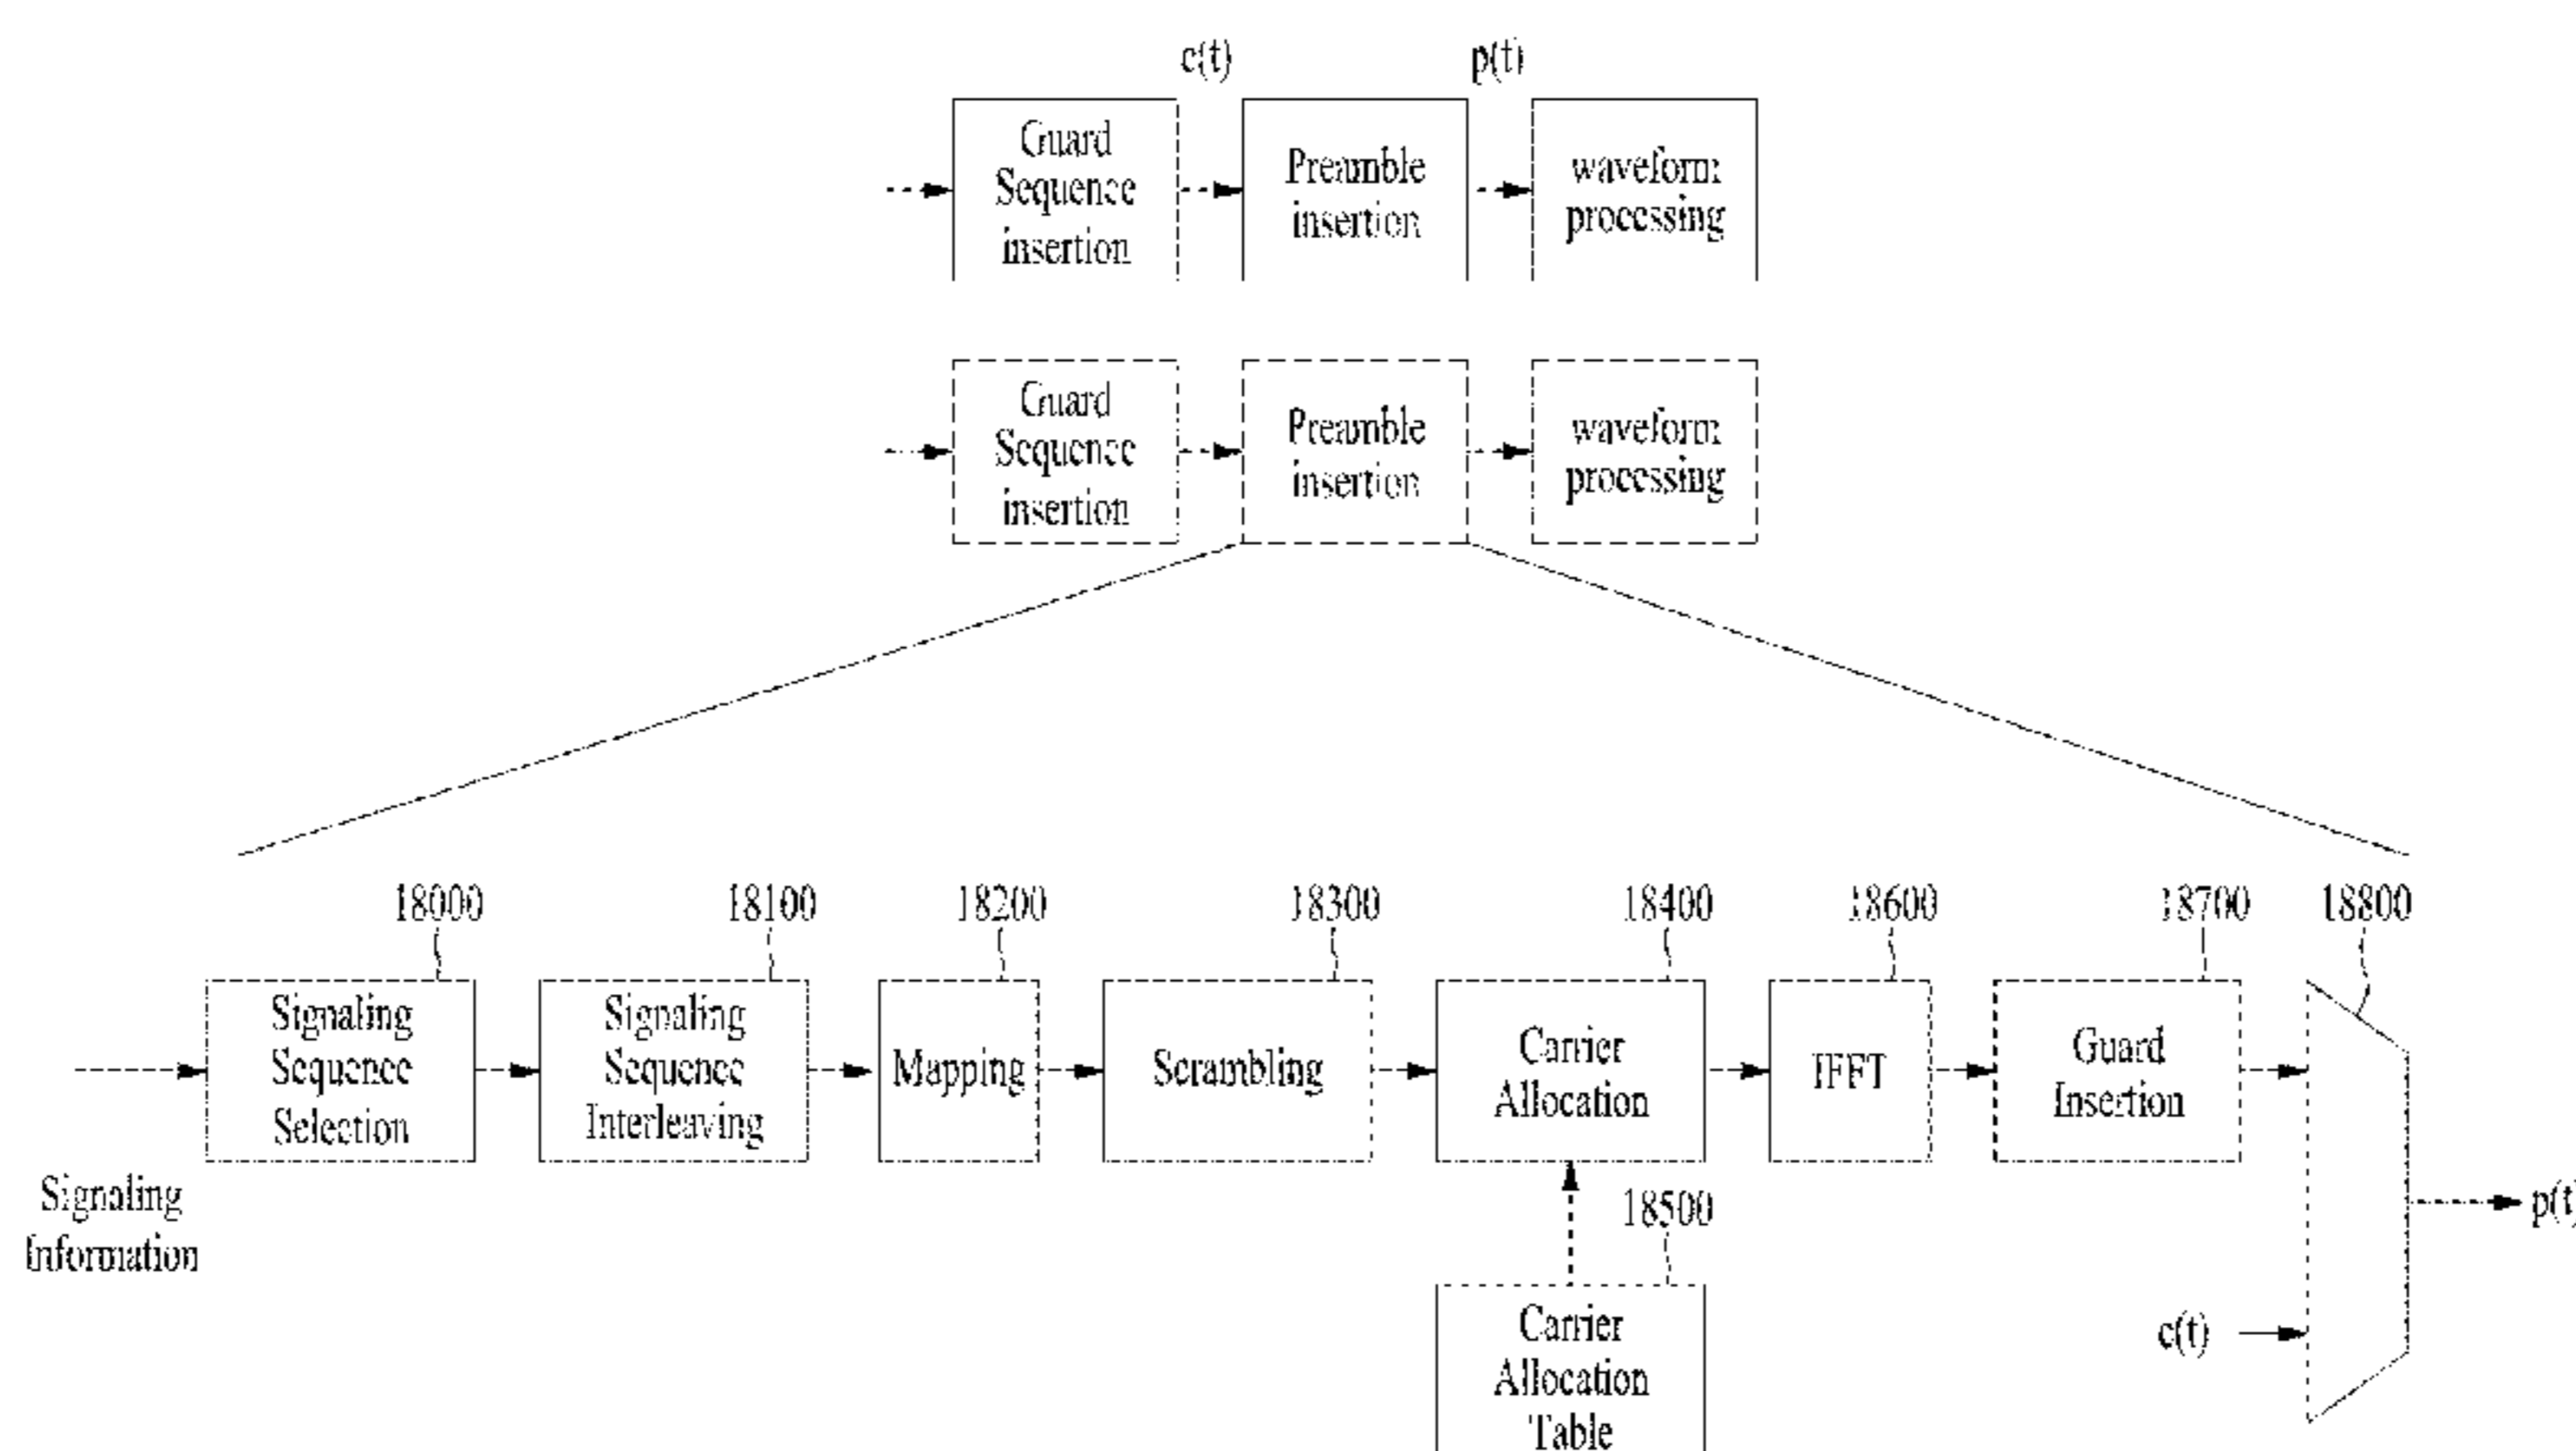 c(t) p(t)
Guard
Sequence
insertion
Preamble
insertion
waveform
processing
Guard
Sequence
insertion
Preamble
insertion
waveform
processing
18000 18100 18200 18300 18400 18600 18700 18800
Signaling
Sequence
Selection
Signaling
Sequence
Interleaving
Mapping
Scrambling
Carrier
Allocation
IFFT
Guard
Insertion
Signaling
Information
18500
p(t)
Carrier
Allocation
Table
c(t)